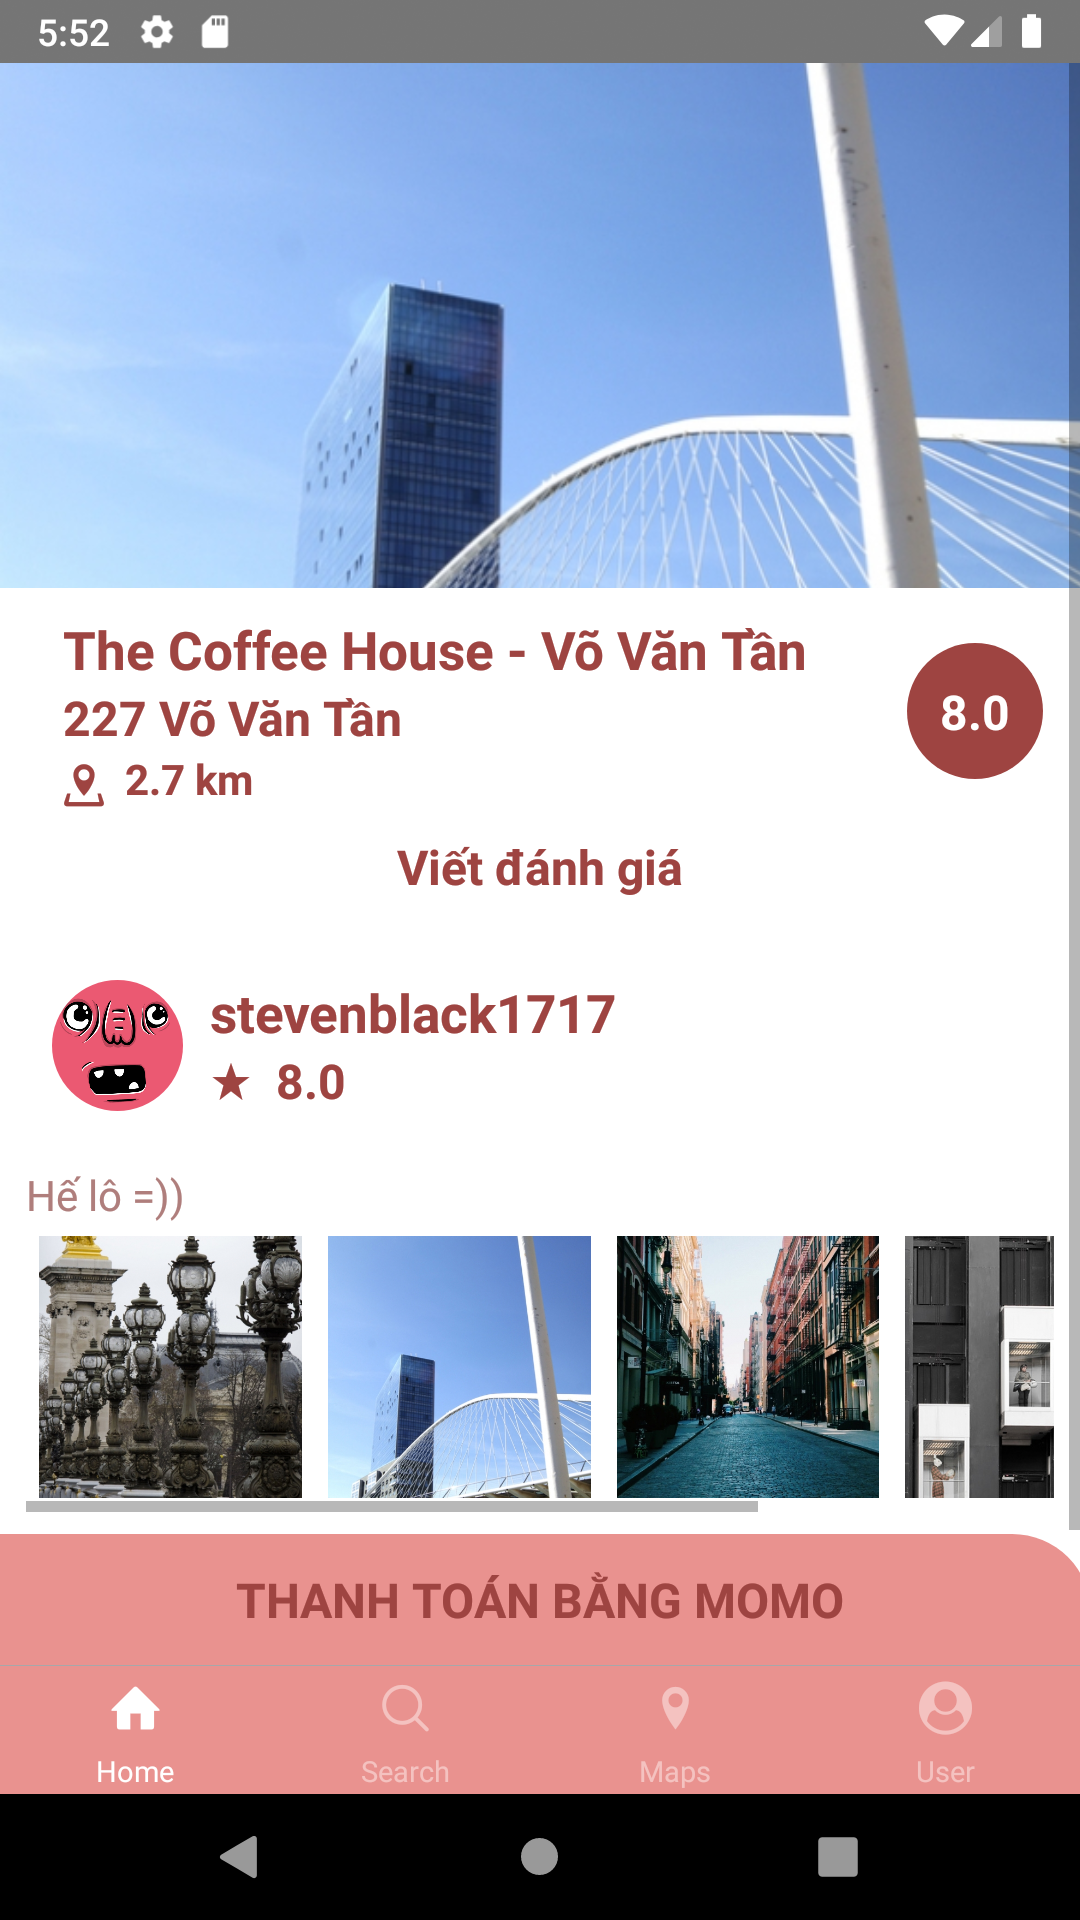 5:52
The Coffee House - Võ Văn Tần
227 Võ Văn Tần
2.7 km
8.0
Viết đánh giá
stevenblack1717
★ 8.0
Hế lô =))
THANH TOÁN BẰNG MOMO
Home
Search
Maps
User